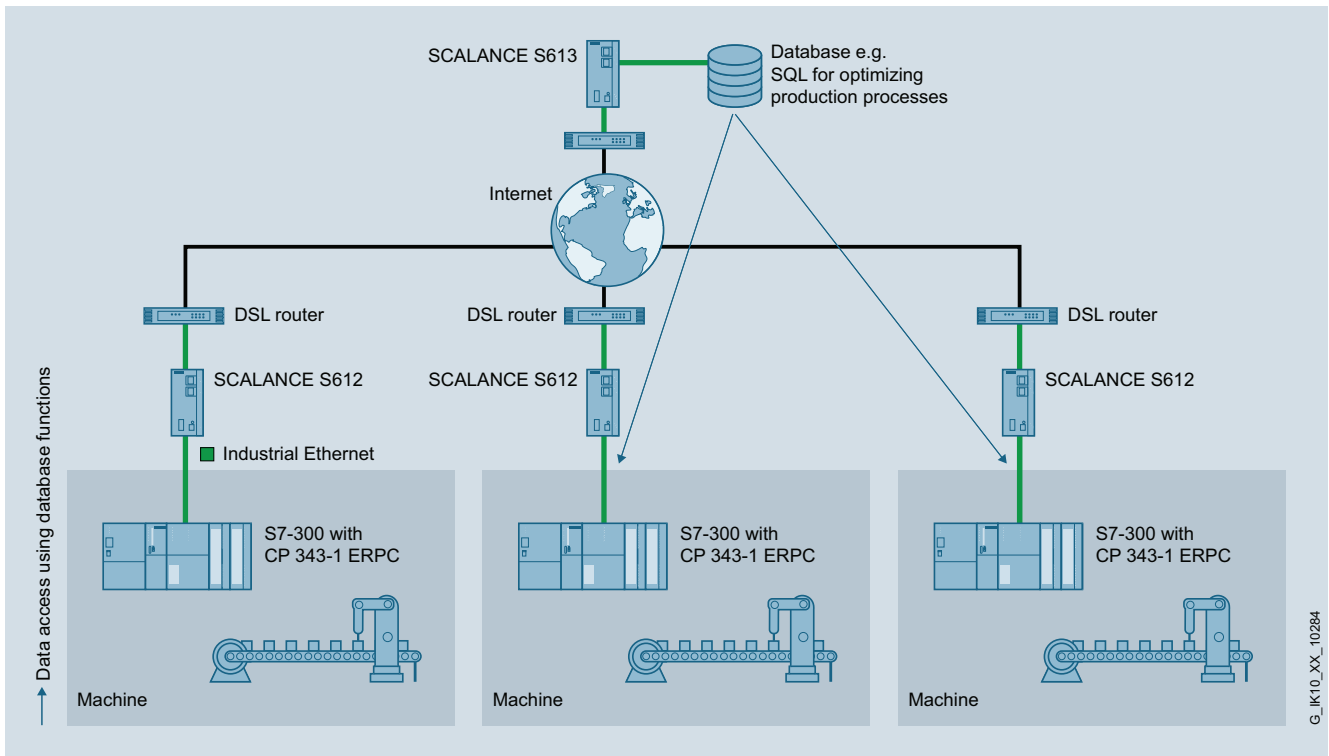 SCALANCE S613
Database e.g.
SQL for optimizing
production processes
Internet
DSL router
DSL router
DSL router
SCALANCE S612
SCALANCE S612
SCALANCE S612
Industrial Ethernet
S7-300 with
CP 343-1 ERPC
S7-300 with
CP 343-1 ERPC
S7-300 with
CP 343-1 ERPC
Machine
Machine
Machine
Data access using database functions
G_IK10_XX_10284